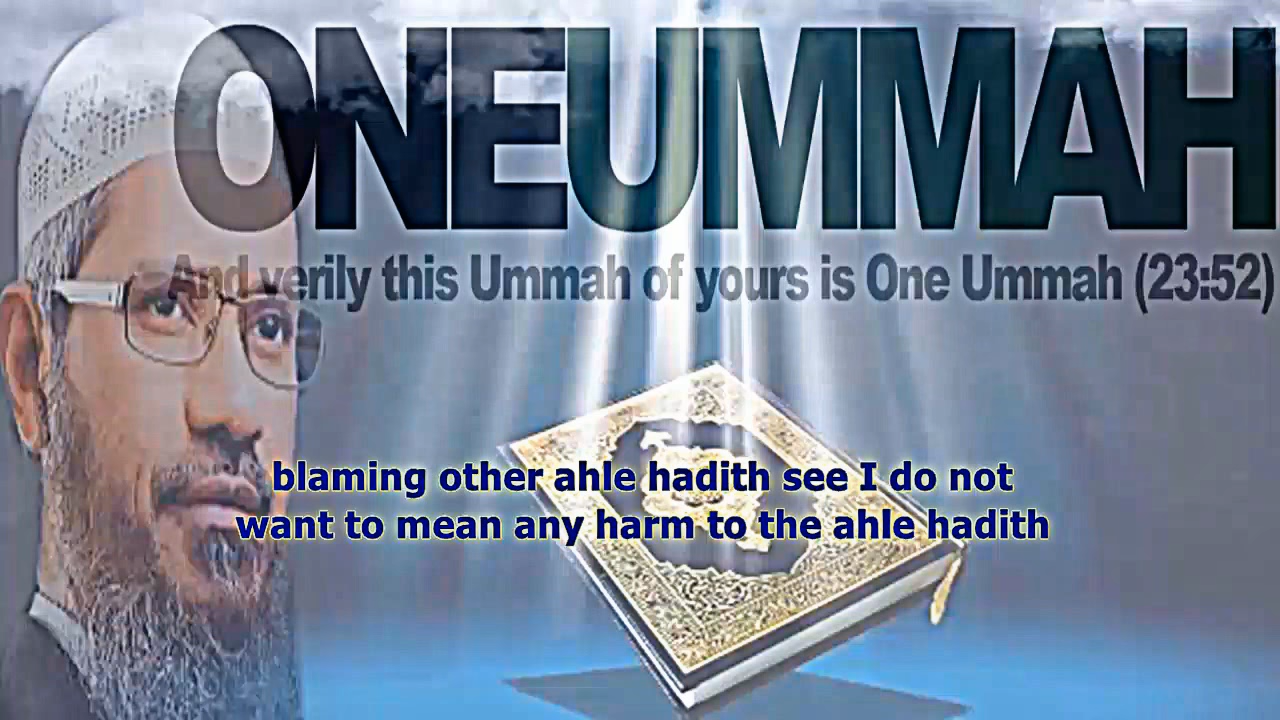 ONEUMMAH
And verily this Ummah of yours is One Ummah (23:52)
blaming other ahle hadith see I do not
want to mean any harm to the ahle hadith